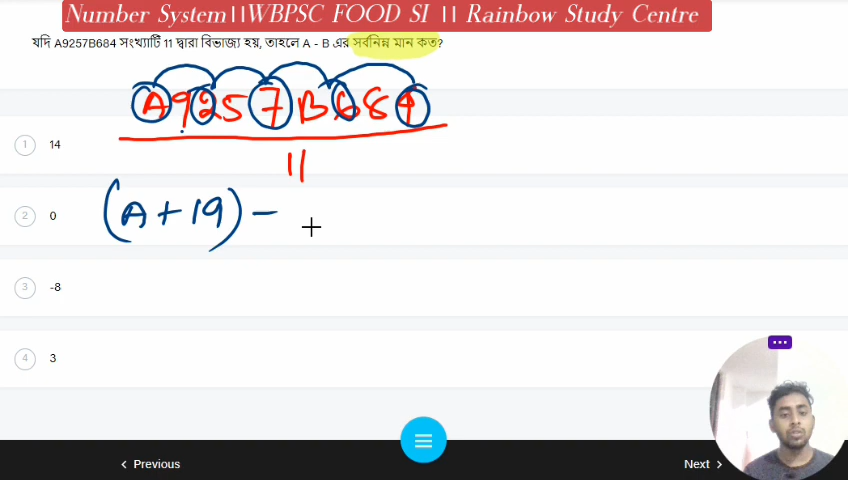 Number System||WBPSC FOOD SI || Rainbow Study Centre
যদি A9257B684 সংখ্যাটি 11 দ্বারা বিভাজ্য হয়, তাহলে A - B এর সর্বনিম্ন মান কত?
A9257B684
11
1 14
(A + 19) -
2 0
3 -8
4 3
Previous
Next